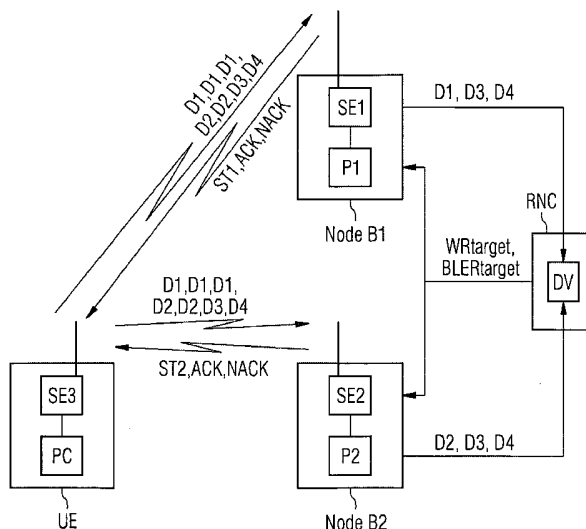 D1,D1,D1,
D2,D2,D3,D4
ST1,ACK,NACK
SE1
P1
Node B1
D1, D3, D4
RNC
WRtarget,
BLERtarget
DV
D1,D1,D1,
D2,D2,D3,D4
ST2,ACK,NACK
SE3
PC
UE
SE2
P2
Node B2
D2, D3, D4